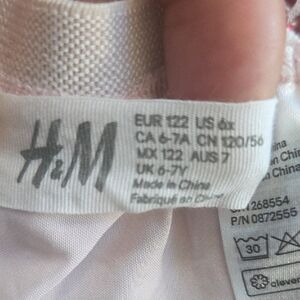 H&M
EUR 122 US 6x
CA 6-7A CN 120/56
MX 122 AUS 7
UK 6-7Y
Made in China
Fabriqué en
268554
P/N 0872555
30
clever